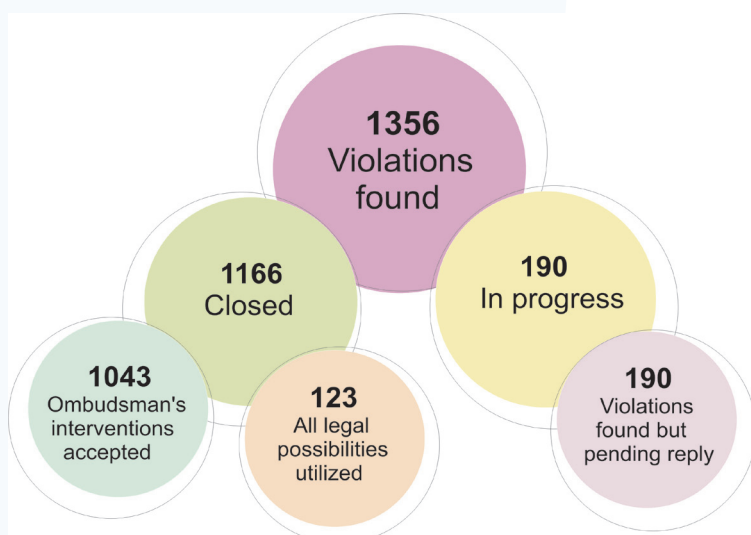 1356
Violations
found
1166
Closed
190
In progress
1043
Ombudsman's
interventions
accepted
123
All legal
possibilities
utilized
190
Violations
found but
pending reply